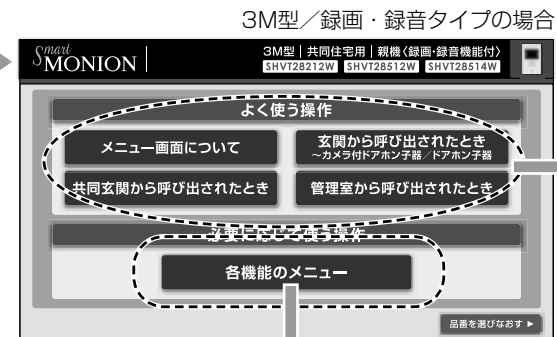 3M型／録画・録音タイプの場合
Smart MONION
3M型｜共同住宅用｜親機〈録画・録音機能付〉
SHVT28212W SHVT28512W SHVT28514W
よく使う操作
メニュー画面について
玄関から呼び出されたとき
～カメラ付ドアホン子器／ドアホン子器
共同玄関から呼び出されたとき
管理室から呼び出されたとき
必要に応じて使う操作
各機能のメニュー
品番を選びなおす ▶